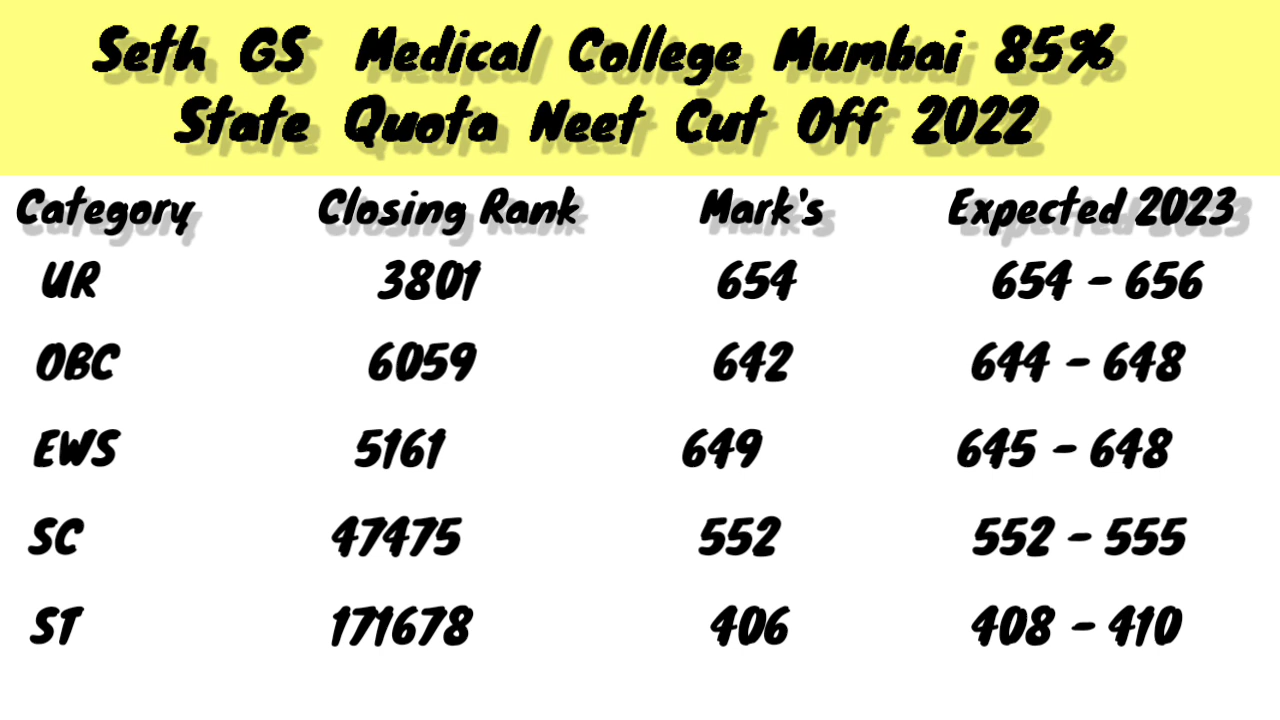 Seth GS Medical College Mumbai 85%
State Quota Neet Cut Off 2022
Category Closing Rank Mark's Expected 2023
UR 3801 654 654 - 656
OBC 6059 642 644 - 648
EWS 5161 649 645 - 648
SC 47475 552 552 - 555
ST 171678 406 408 - 410